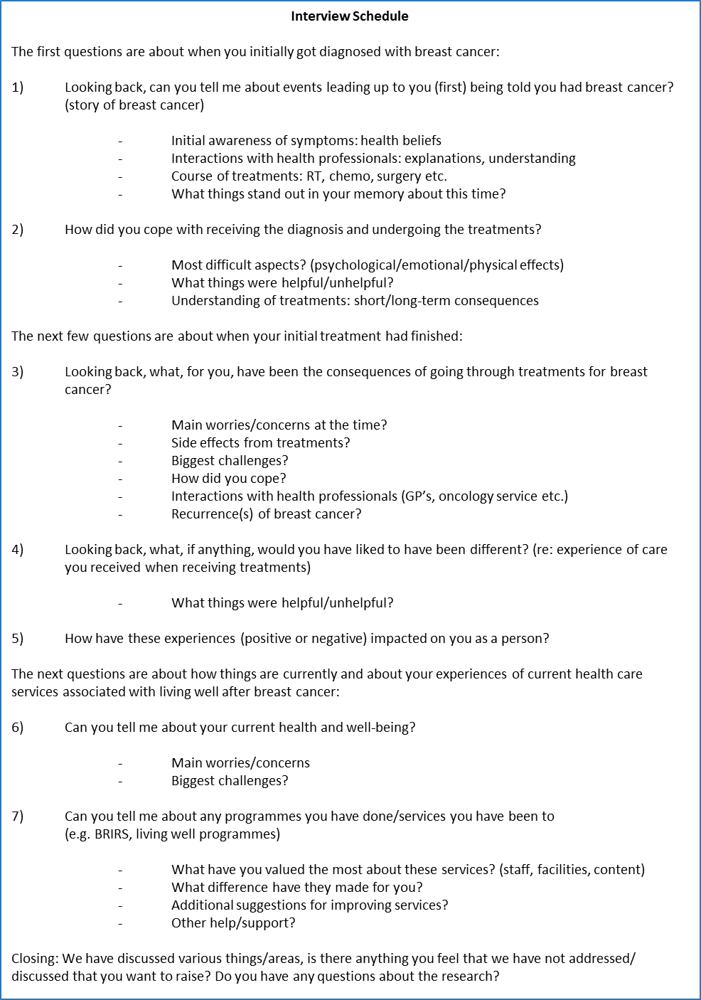 Interview Schedule
The first questions are about when you initially got diagnosed with breast cancer:
1) Looking back, can you tell me about events leading up to you (first) being told you had breast cancer?
(story of breast cancer)
- Initial awareness of symptoms: health beliefs
- Interactions with health professionals: explanations, understanding
- Course of treatments: RT, chemo, surgery etc.
- What things stand out in your memory about this time?
2) How did you cope with receiving the diagnosis and undergoing the treatments?
- Most difficult aspects? (psychological/emotional/physical effects)
- What things were helpful/unhelpful?
- Understanding of treatments: short/long-term consequences
The next few questions are about when your initial treatment had finished:
3) Looking back, what, for you, have been the consequences of going through treatments for breast
cancer?
- Main worries/concerns at the time?
- Side effects from treatments?
- Biggest challenges?
- How did you cope?
- Interactions with health professionals (GP's, oncology service etc.)
- Recurrence(s) of breast cancer?
4) Looking back, what, if anything, would you have liked to have been different? (re: experience of care
you received when receiving treatments)
- What things were helpful/unhelpful?
5) How have these experiences (positive or negative) impacted on you as a person?
The next questions are about how things are currently and about your experiences of current health care
services associated with living well after breast cancer:
6) Can you tell me about your current health and well-being?
- Main worries/concerns
- Biggest challenges?
7) Can you tell me about any programmes you have done/services you have been to
(e.g. BRIRS, living well programmes)
- What have you valued the most about these services? (staff, facilities, content)
- What difference have they made for you?
- Additional suggestions for improving services?
- Other help/support?
Closing: We have discussed various things/areas, is there anything you feel that we have not addressed/
discussed that you want to raise? Do you have any questions about the research?